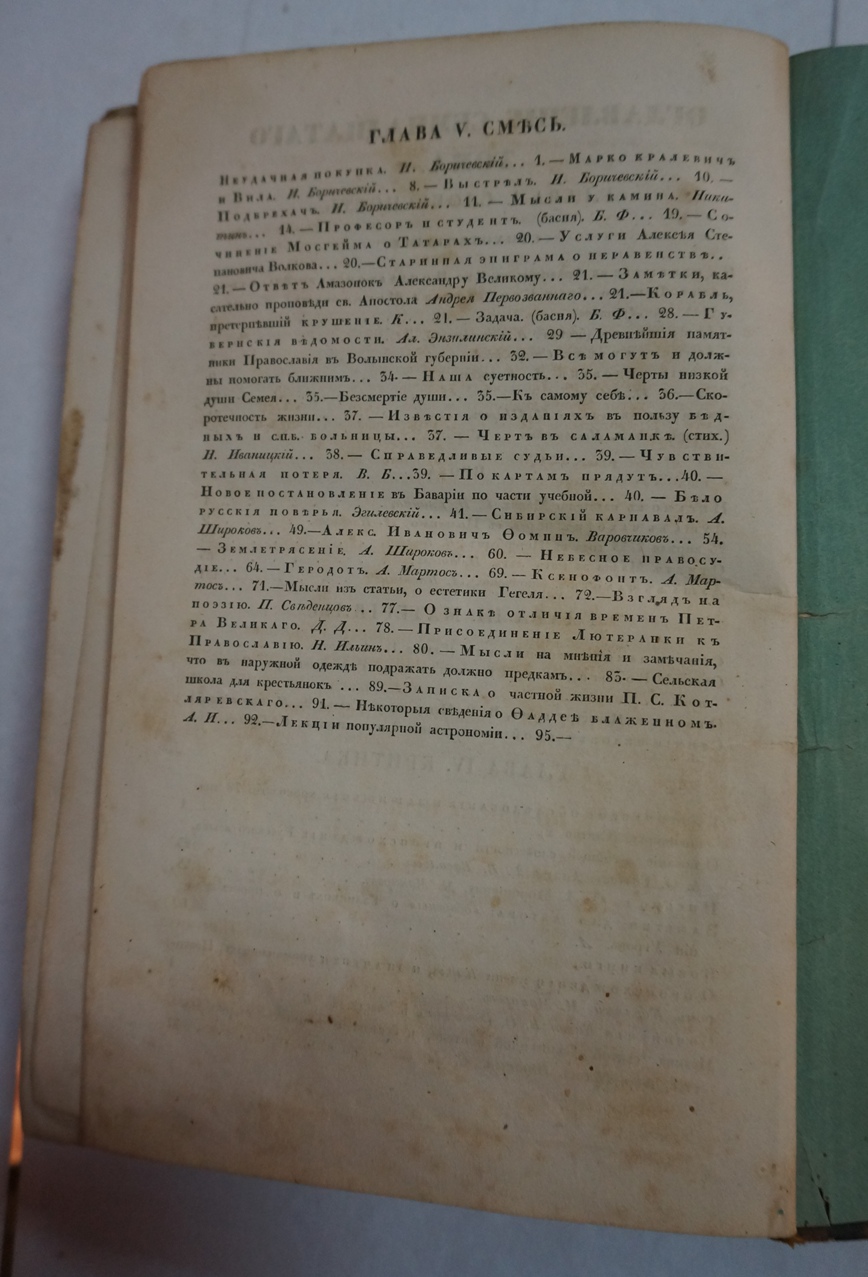 ГЛАВА V. СМѢСЬ.
Неудачная покупка. И. Боричевскій... 1.— Марко кралевичъ
и Вила. И. Боричевскій... 8.— Выстрѣлъ. И. Боричевскій... 10. —
Подбрехачъ. И. Боричевскій... 11. — Мысли у камина. Ники-
тинъ... 14.— Професоръ и студентъ. (басня). Б. Ф... 19.— Со-
чиненіе Мосгейма о Татарахъ... 20.— Услуги Алексѣя Сте-
пановича Волкова... 20.—Старинная эпиграма о неравенствѣ..
21.— Отвѣтъ Амазонокъ Александру Великому... 21.— Замѣтки, ка-
сательно проповѣди св. Апостола Андрея Первозваннаго... 21.—Корабль,
претерпѣвшій крушеніе. К... 21.— Задача. (басня). Б. Ф... 28.— Гу-
бернскія вѣдомости. Ал. Энзилинскій... 29 —Древнѣйшія памят-
ники Православія въ Волынской губерніи... 32.— Всѣ могутъ и долж-
ны помогать ближнимъ... 34.— Наша суетность... 35.— Черты низкой
души Семея... 35.—Безсмертіе души... 35.—Къ самому себѣ... 36.—Ско-
ротечность жизни... 37. —Извѣстія о изданіяхъ въ пользу бѣд-
ныхъ и спб. больницы... 37. — Чертъ въ саламанкѣ. (стих.)
Н. Иваницкій... 38.— Справедливые судьи... 39.— Чувстви-
тельная потеря. В. Б...39. —По картамъ прядутъ...40. —
Новое постановленіе въ Баваріи по части учебной... 40. — Бѣло
русскія повѣрья. Эгилевскій... 41.— Сибирскій карнавалъ. А.
Широковъ... 49.—Алекс. Ивановичъ Ѳоминъ. Варовчиковъ... 54.
— Землетрясеніе. А. Широковъ... 60. — Небесное правосу-
діе... 64.— Геродотъ. А. Мартосъ... 69. — Ксенофонтъ. А. Мар-
тосъ... 71.—Мысли изъ статьи, о естетики Гегеля... 72.—Взглядъ на
поэзію. П. Свѣденцовъ .. 77.— О знакѣ отличія времен Пет-
ра Великаго. Д. Д... 78.—Присоединеніе Лютеранки къ
Православію. Н. Ильинъ... 80.— Мысли на мнѣнія и замѣчанія,
что въ наружной одеждѣ подражать должно предкамъ... 85.— Сельская
школа для крестьянокъ ... 89.—Записка о частной жизни П. С. Кот-
ляревскаго... 91.— Нѣкоторыя свѣденія о Ѳаддеѣ блаженномъ.
А. И... 92.—Лекціи популярной астрономіи... 95.—